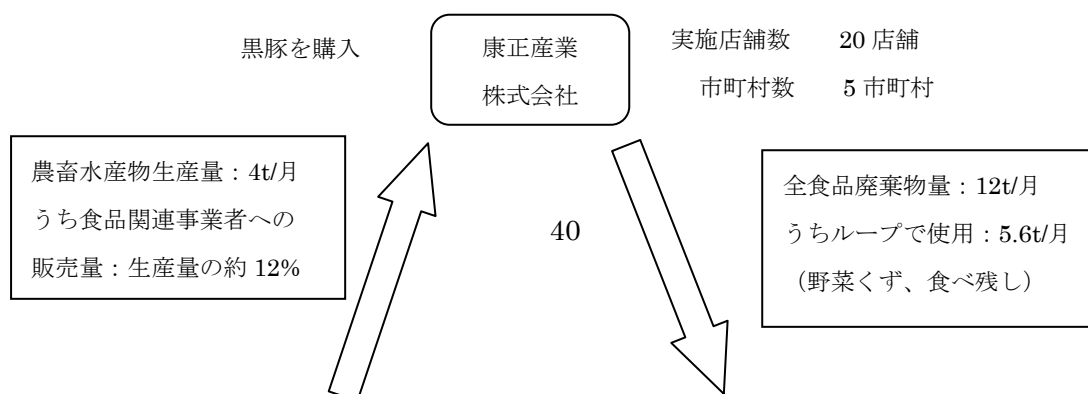 黒豚を購入
康正産業
株式会社
実施店舗数 20 店舗
市町村数 5 市町村
農畜水産物生産量:4t/月
うち食品関連事業者への
販売量:生産量の約 12%
40
全食品廃棄物量:12t/月
うちループで使用:5.6t/月
(野菜くず、食べ残し)